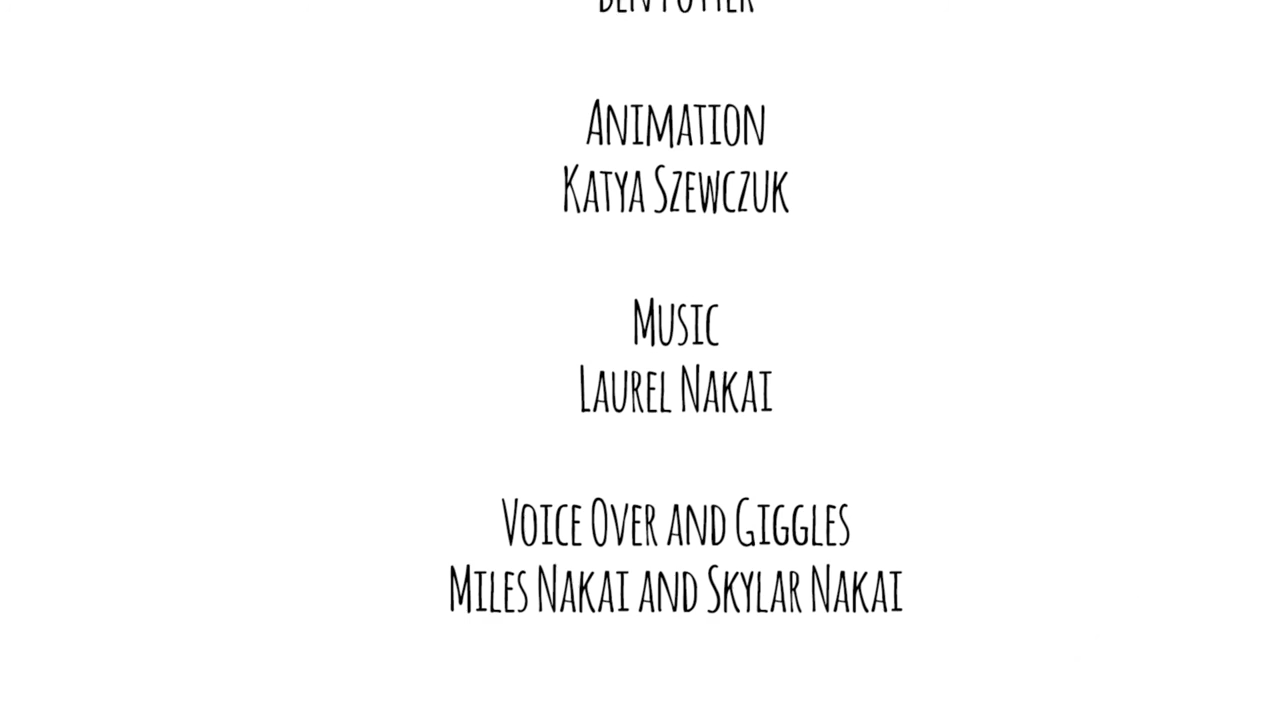 Animation
Katya Szewczuk
Music
Laurel Nakai
Voice Over and Giggles
Miles Nakai and Skylar Nakai